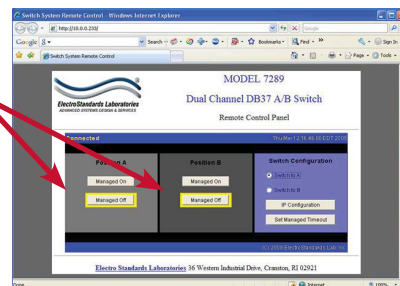 Switch System Remote Control - Windows Internet Explorer
http://10.0.0.233/
Google
Search
Bookmarks
Find
Sign In
Switch System Remote Control
Page
Tools
MODEL 7289
ElectroStandards Laboratories
ADVANCED SYSTEMS DESIGN & SERVICES
Dual Channel DB37 A/B Switch
Remote Control Panel
Connected
Position A
Position B
Switch Configuration
Managed On
Managed On
Switch to A
Managed Off
Managed Off
Switch to B
IP Configuration
Set Managed Timeout
Electro Standards Laboratories 36 Western Industrial Drive, Cranston, RI 02921
Done
Internet
100%